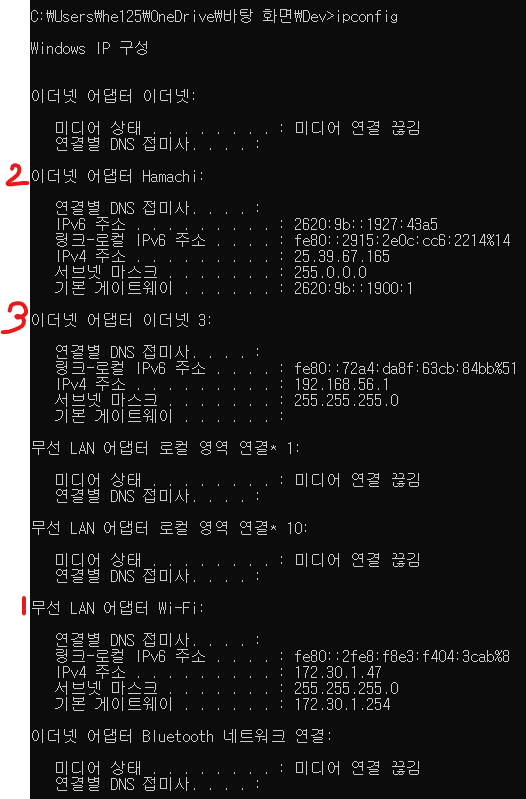 C:\Users\he125\OneDrive\바탕 화면\Dev>ipconfig
Windows IP 구성
이더넷 어댑터 이더넷:
미디어 상태 . . . . . . . . : 미디어 연결 끊김
연결별 DNS 접미사. . . . :
2 이더넷 어댑터 Hamachi:
연결별 DNS 접미사. . . . :
IPv6 주소 . . . . . . . . . : 2620:9b::1927:43a5
링크-로컬 IPv6 주소 . . . . : fe80::2915:2e0c:cc6:2214%14
IPv4 주소 . . . . . . . . . : 25.39.67.165
서브넷 마스크 . . . . . . . : 255.0.0.0
기본 게이트웨이 . . . . . . : 2620:9b::1900:1
3 이더넷 어댑터 이더넷 3:
연결별 DNS 접미사. . . . :
링크-로컬 IPv6 주소 . . . . : fe80::72a4:da8f:63cb:84bb%51
IPv4 주소 . . . . . . . . . : 192.168.56.1
서브넷 마스크 . . . . . . . : 255.255.255.0
기본 게이트웨이 . . . . . . :
무선 LAN 어댑터 로컬 영역 연결* 1:
미디어 상태 . . . . . . . . : 미디어 연결 끊김
연결별 DNS 접미사. . . . :
무선 LAN 어댑터 로컬 영역 연결* 10:
미디어 상태 . . . . . . . . : 미디어 연결 끊김
연결별 DNS 접미사. . . . :
1 무선 LAN 어댑터 Wi-Fi:
연결별 DNS 접미사. . . . :
링크-로컬 IPv6 주소 . . . . : fe80::2fe8:f8e3:f404:3cab%8
IPv4 주소 . . . . . . . . . : 172.30.1.47
서브넷 마스크 . . . . . . . : 255.255.255.0
기본 게이트웨이 . . . . . . : 172.30.1.254
이더넷 어댑터 Bluetooth 네트워크 연결:
미디어 상태 . . . . . . . . : 미디어 연결 끊김
연결별 DNS 접미사. . . . :